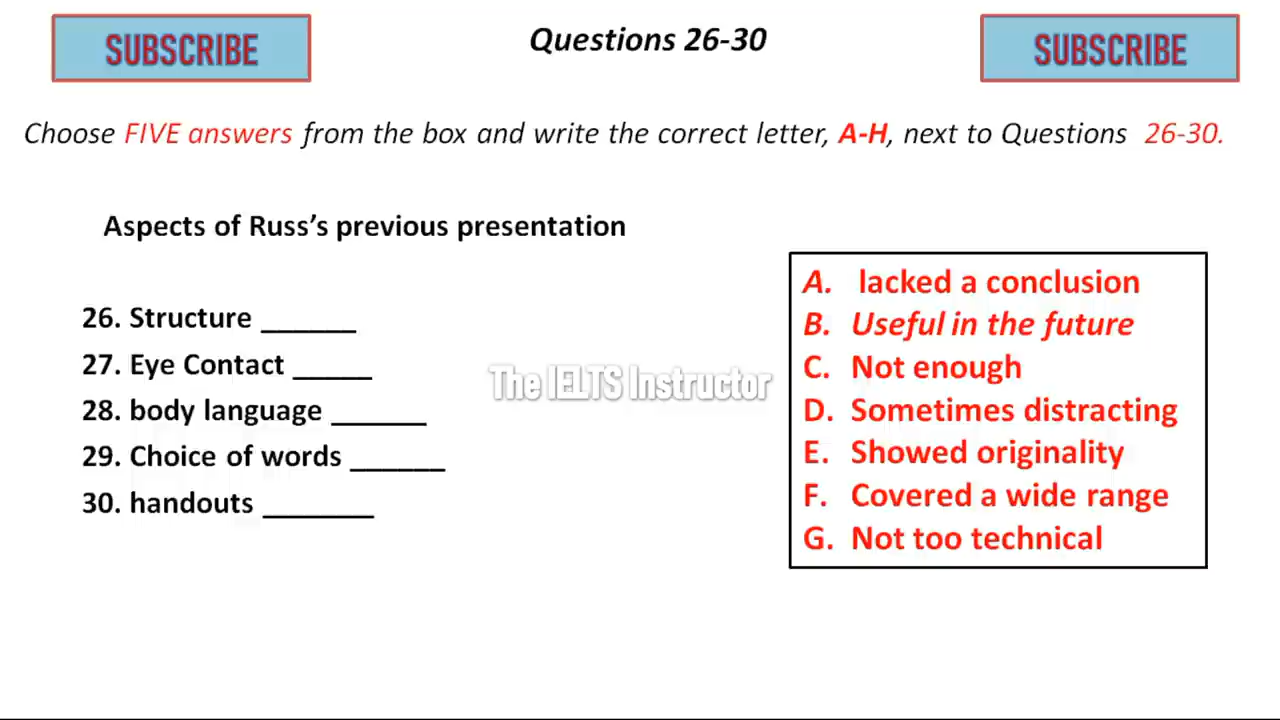 SUBSCRIBE
Questions 26-30
SUBSCRIBE
Choose FIVE answers from the box and write the correct letter, A-H, next to Questions 26-30.
Aspects of Russ's previous presentation
26. Structure ______
27. Eye Contact _____
28. body language ______
29. Choice of words ______
30. handouts _______
The IELTS Instructor
A. lacked a conclusion
B. Useful in the future
C. Not enough
D. Sometimes distracting
E. Showed originality
F. Covered a wide range
G. Not too technical